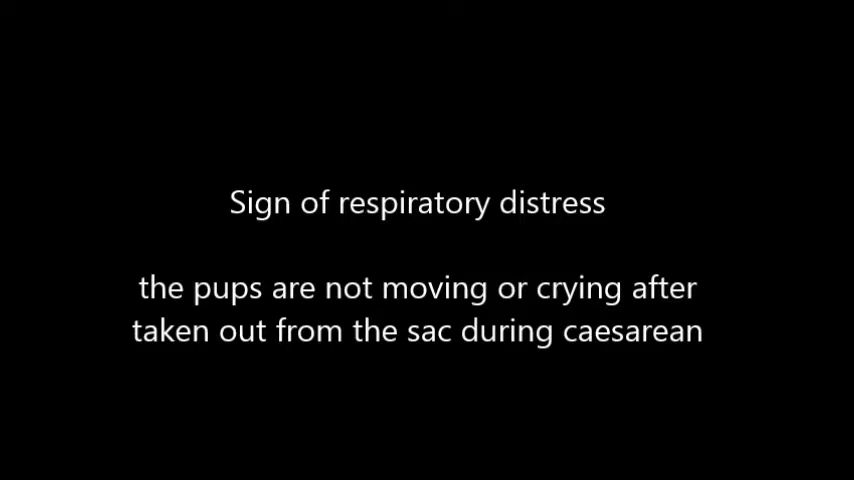 Sign of respiratory distress
the pups are not moving or crying after
taken out from the sac during caesarean